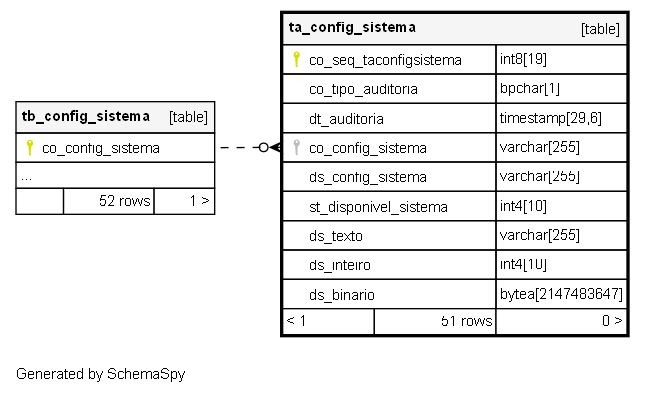 ta_config_sistema [table]
co_seq_taconfigsistema int8[19]
co_tipo_auditoria bpchar[1]
dt_auditoria timestamp[29,6]
co_config_sistema varchar[255]
ds_config_sistema varchar[255]
st_disponivel_sistema int4[10]
ds_texto varchar[255]
ds_inteiro int4[10]
ds_binario bytea[2147483647]
< 1 51 rows 0 >
tb_config_sistema [table]
co_config_sistema
...
52 rows 1 >
Generated by SchemaSpy